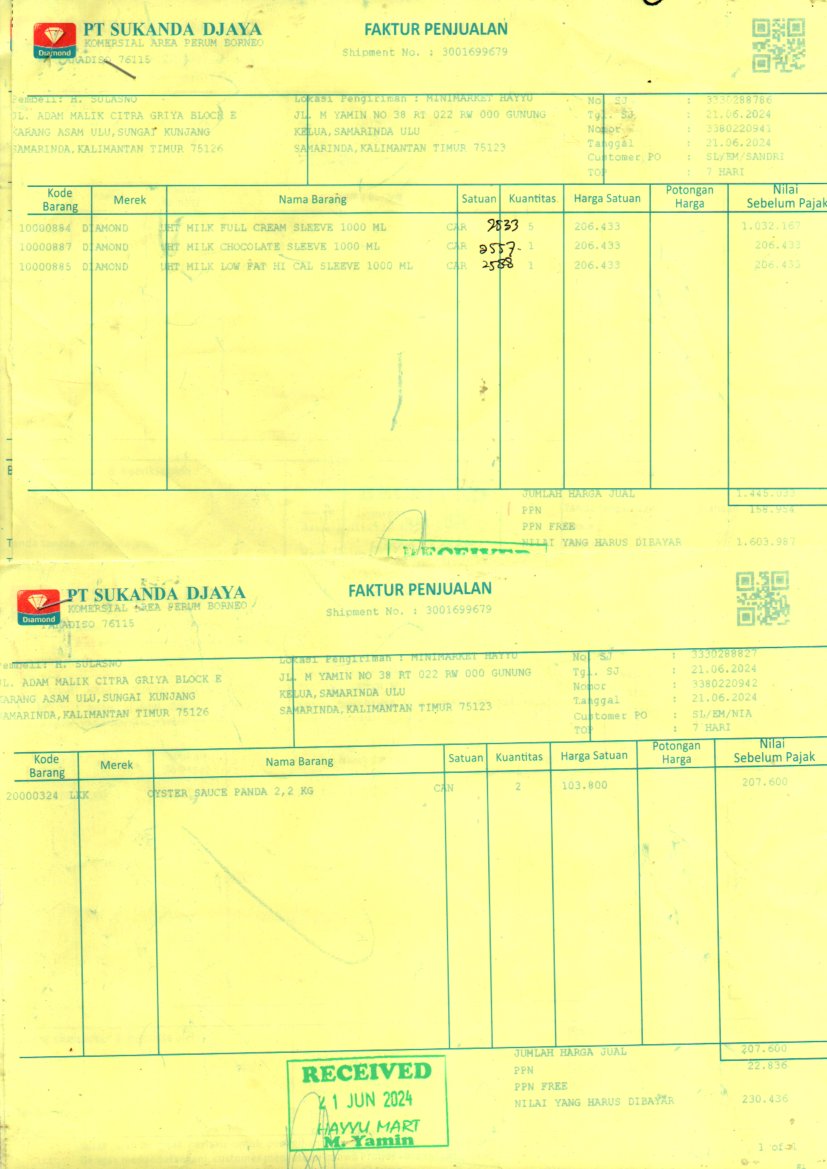 PT SUKANDA DJAYA
FAKTUR PENJUALAN
Diamond
KOMERSIAL AREA PERUM BORNEO
PARADISO 76115
Shipment No. : 3001699679
Pembeli: H. SULASNO
JL. ADAM MALIK CITRA GRIYA BLOCK E
KARANG ASAM ULU,SUNGAI KUNJANG
SAMARINDA,KALIMANTAN TIMUR 75126
Lokasi Pengiriman : MINIMARKET HAYYU
JL. M YAMIN NO 38 RT 022 RW 000 GUNUNG
KELUA,SAMARINDA ULU
SAMARINDA,KALIMANTAN TIMUR 75123
No. SJ : 3330288786
Tgl. SJ : 21.06.2024
Nomor : 3380220941
Tanggal : 21.06.2024
Customer PO : SL/EM/SANDRI
TOP : 7 HARI
Kode Barang Merek Nama Barang Satuan Kuantitas Harga Satuan Potongan Harga Nilai Sebelum Pajak
10000884 DIAMOND UHT MILK FULL CREAM SLEEVE 1000 ML CAR 2533 5 206.433 1.032.167
10000887 DIAMOND UHT MILK CHOCOLATE SLEEVE 1000 ML CAR 2557- 1 206.433 206.433
10000885 DIAMOND UHT MILK LOW FAT HI CAL SLEEVE 1000 ML CAR 2588 1 206.433 206.433
JUMLAH HARGA JUAL 1.445.033
PPN 158.954
PPN FREE
NILAI YANG HARUS DIBAYAR 1.603.987
RECEIVED
PT SUKANDA DJAYA
FAKTUR PENJUALAN
Diamond
KOMERSIAL AREA PERUM BORNEO
PARADISO 76115
Shipment No. : 3001699679
Pembeli: H. SULASNO
JL. ADAM MALIK CITRA GRIYA BLOCK E
KARANG ASAM ULU,SUNGAI KUNJANG
SAMARINDA,KALIMANTAN TIMUR 75126
Lokasi Pengiriman : MINIMARKET HAYYU
JL. M YAMIN NO 38 RT 022 RW 000 GUNUNG
KELUA,SAMARINDA ULU
SAMARINDA,KALIMANTAN TIMUR 75123
No. SJ : 3330288827
Tgl. SJ : 21.06.2024
Nomor : 3380220942
Tanggal : 21.06.2024
Customer PO : SL/EM/NIA
TOP : 7 HARI
Kode Barang Merek Nama Barang Satuan Kuantitas Harga Satuan Potongan Harga Nilai Sebelum Pajak
20000324 LKK OYSTER SAUCE PANDA 2,2 KG CAN 2 103.800 207.600
JUMLAH HARGA JUAL 207.600
PPN 22.836
PPN FREE
NILAI YANG HARUS DIBAYAR 230.436
RECEIVED
21 JUN 2024
HAYYU MART
M. Yamin
1 of 1